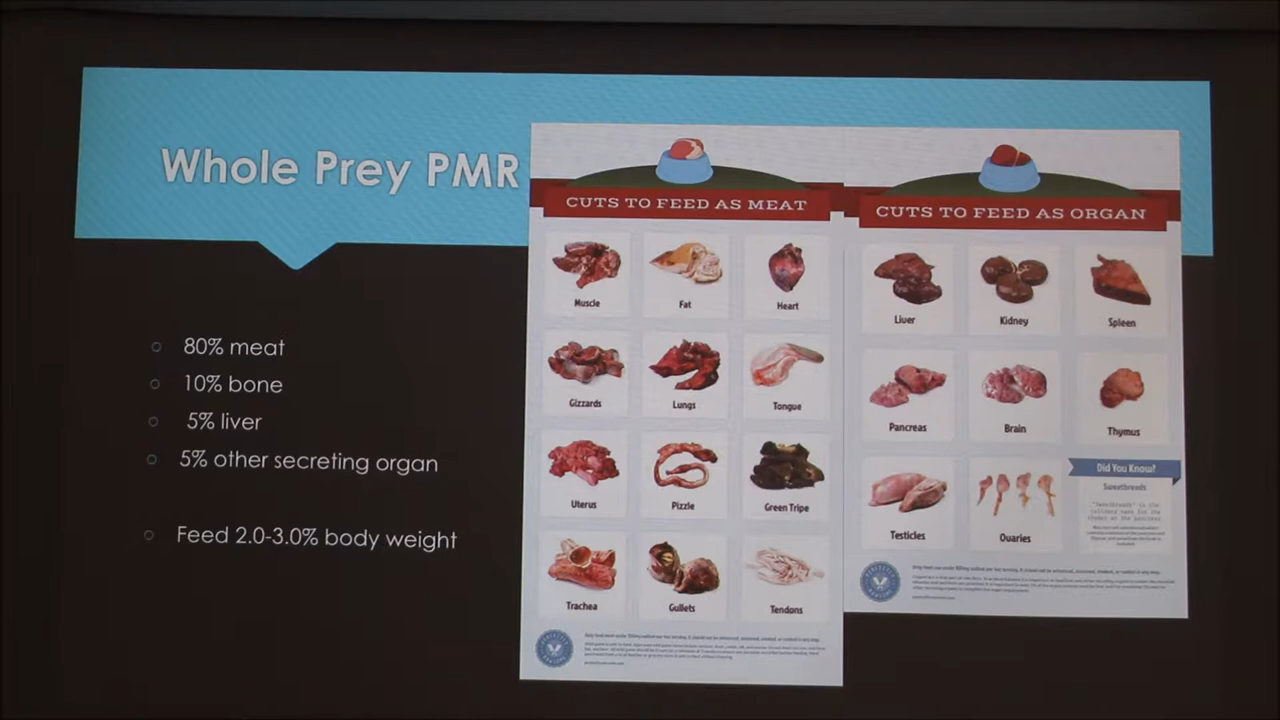 Whole Prey PMR
80% meat
10% bone
5% liver
5% other secreting organ
Feed 2.0-3.0% body weight
CUTS TO FEED AS MEAT
Muscle
Fat
Heart
Gizzards
Lungs
Tongue
Uterus
Pizzle
Green Tripe
Trachea
Gullets
Tendons
CUTS TO FEED AS ORGAN
Liver
Kidney
Spleen
Pancreas
Brain
Thymus
Testicles
Ovaries
Did You Know?
Sweetbreads